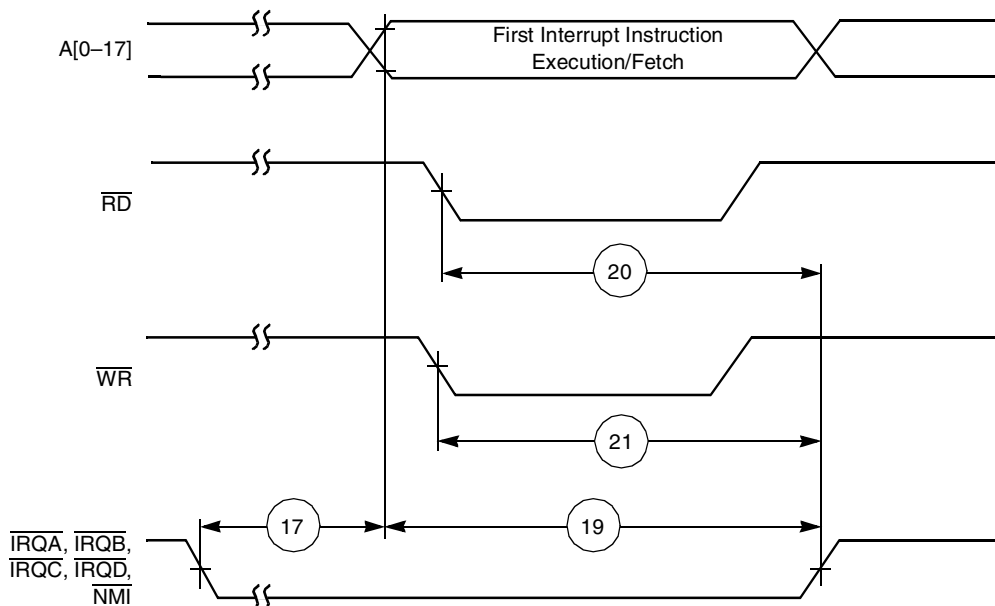 A[0–17]
First Interrupt Instruction
Execution/Fetch
RD
20
WR
21
17
19
IRQA, IRQB,
IRQC, IRQD,
NMI